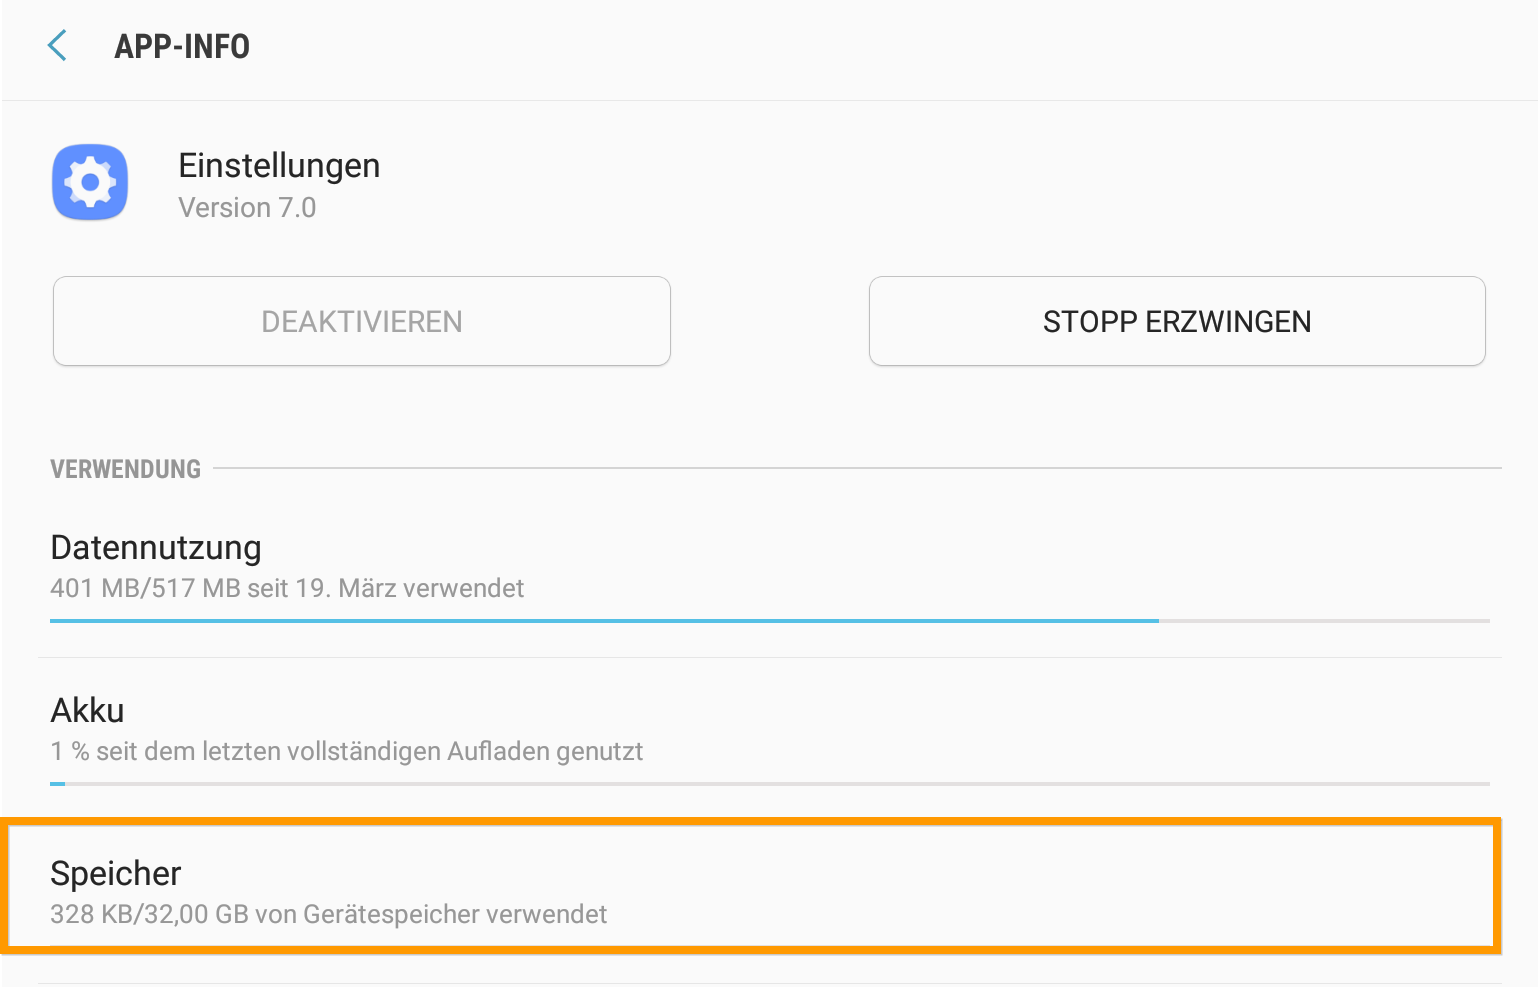 APP-INFO
Einstellungen
Version 7.0
DEAKTIVIEREN
STOPP ERZWINGEN
VERWENDUNG
Datennutzung
401 MB/517 MB seit 19. März verwendet
Akku
1 % seit dem letzten vollständigen Aufladen genutzt
Speicher
328 KB/32,00 GB von Gerätespeicher verwendet